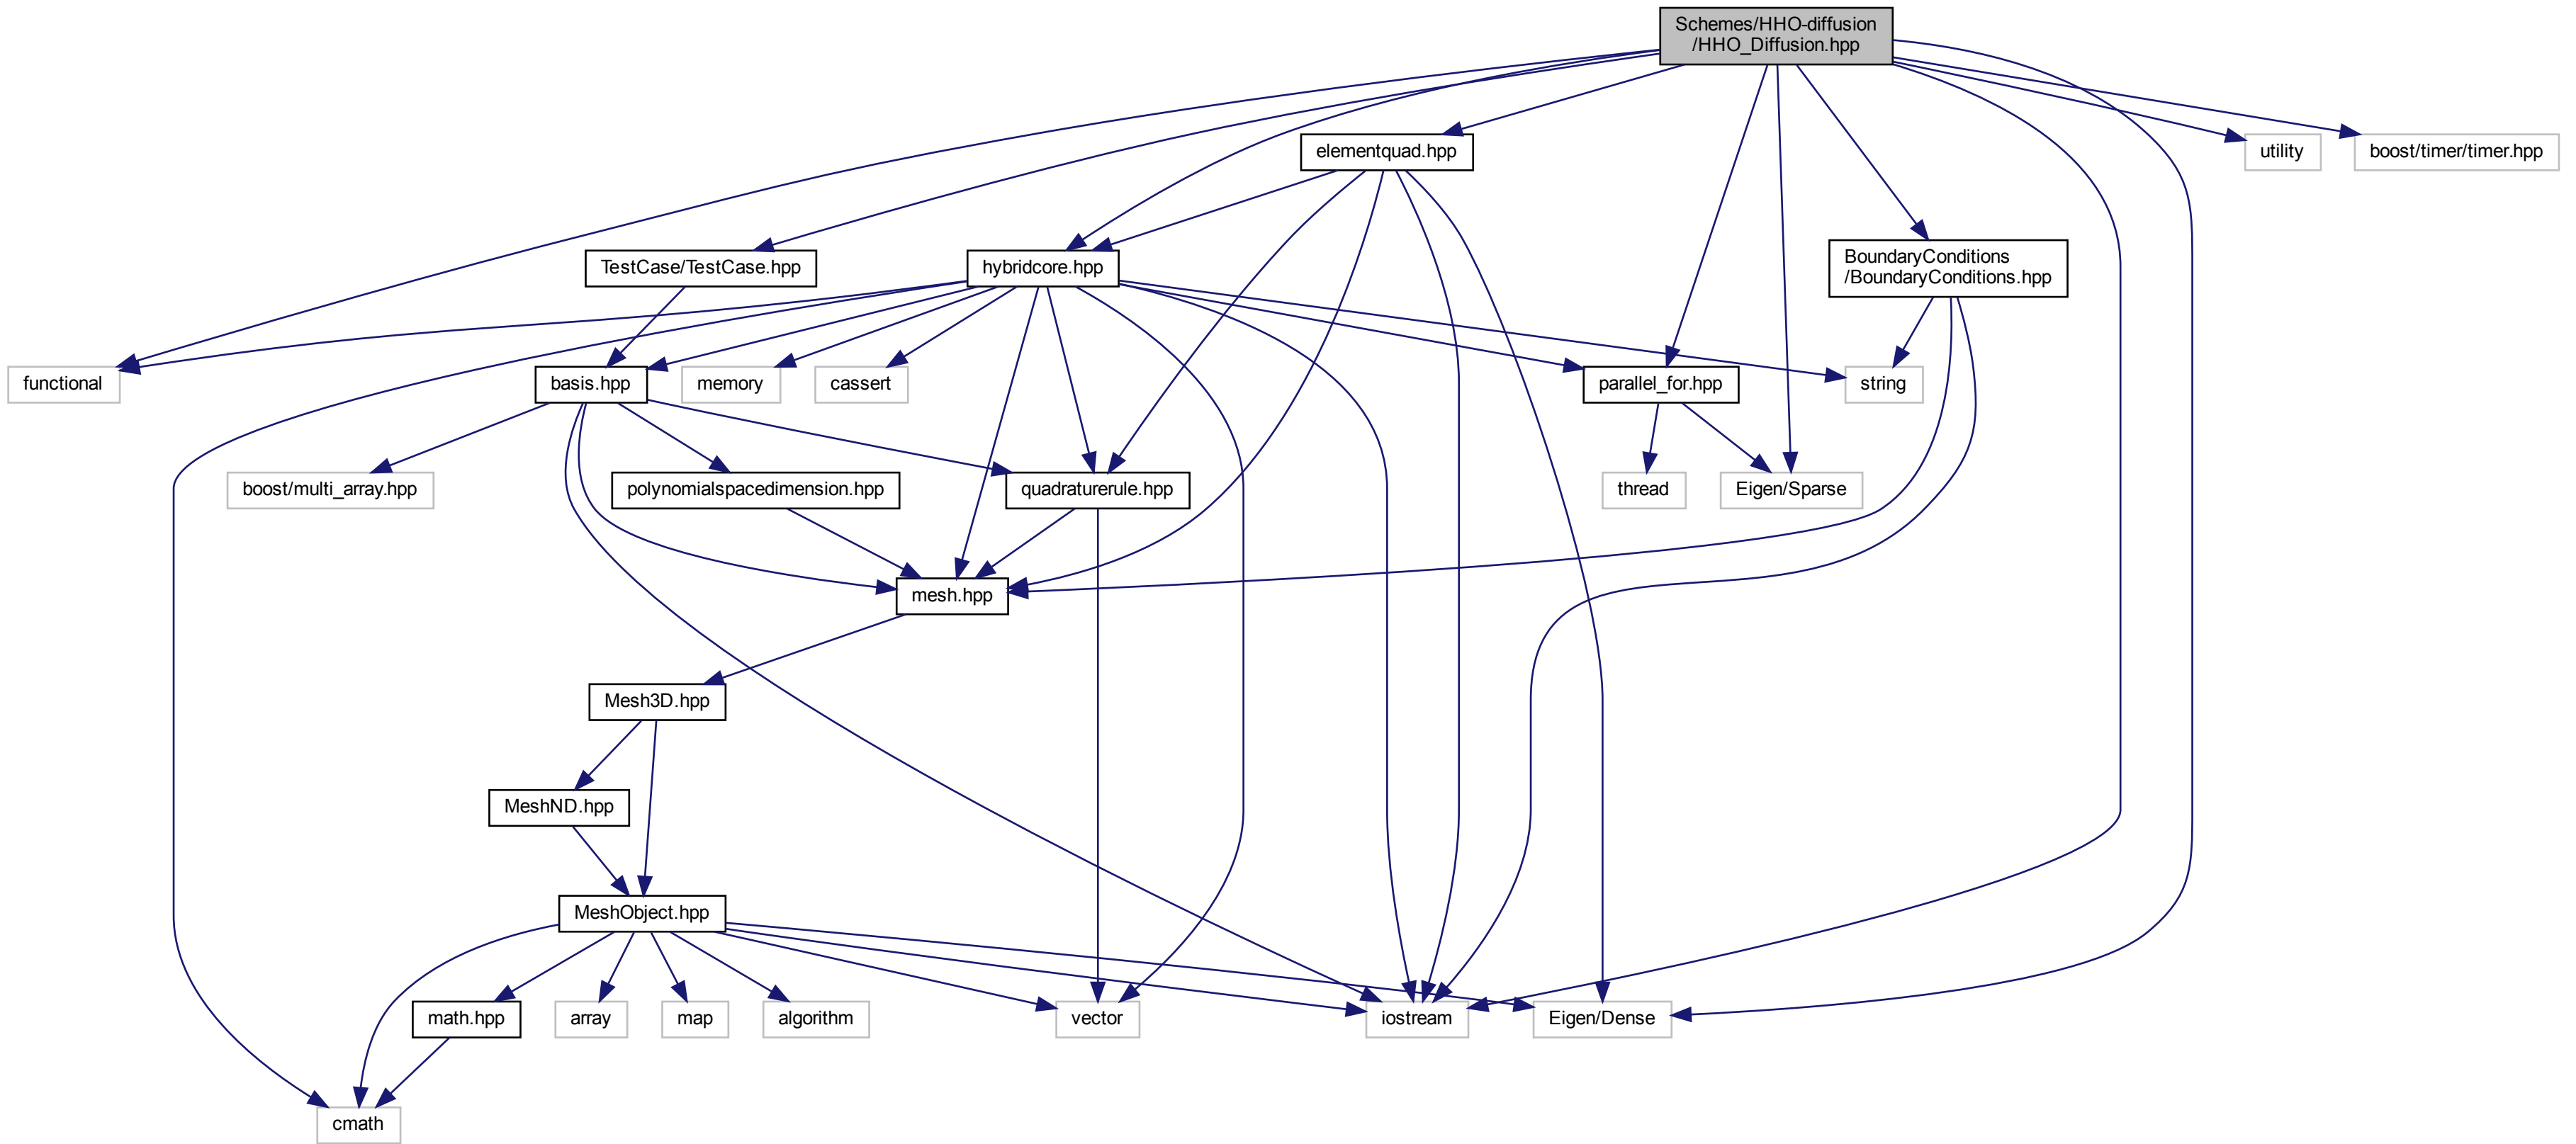 Schemes/HHO-diffusion
/HHO_Diffusion.hpp
elementquad.hpp
utility
boost/timer/timer.hpp
TestCase/TestCase.hpp
hybridcore.hpp
BoundaryConditions
/BoundaryConditions.hpp
functional
basis.hpp
memory
cassert
parallel_for.hpp
string
boost/multi_array.hpp
polynomialspacedimension.hpp
quadraturerule.hpp
thread
Eigen/Sparse
mesh.hpp
Mesh3D.hpp
MeshND.hpp
MeshObject.hpp
math.hpp
array
map
algorithm
vector
iostream
Eigen/Dense
cmath